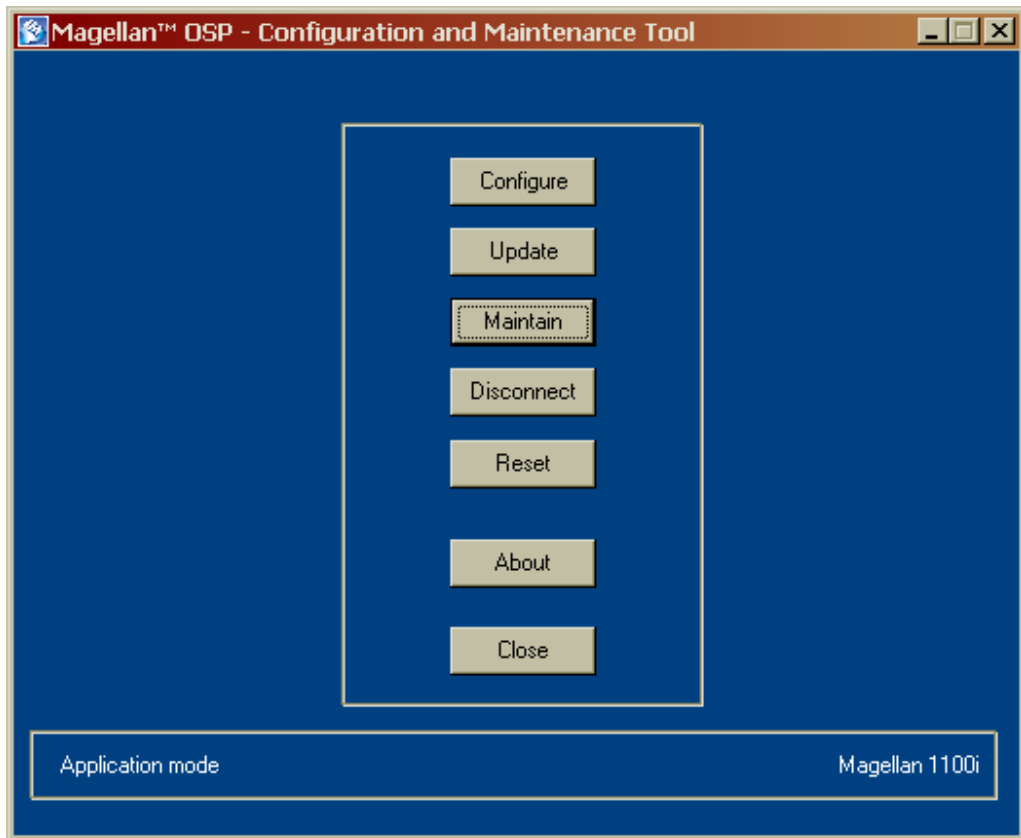 Magellan™ OSP - Configuration and Maintenance Tool
Configure
Update
Maintain
Disconnect
Reset
About
Close
Application mode
Magellan 1100i